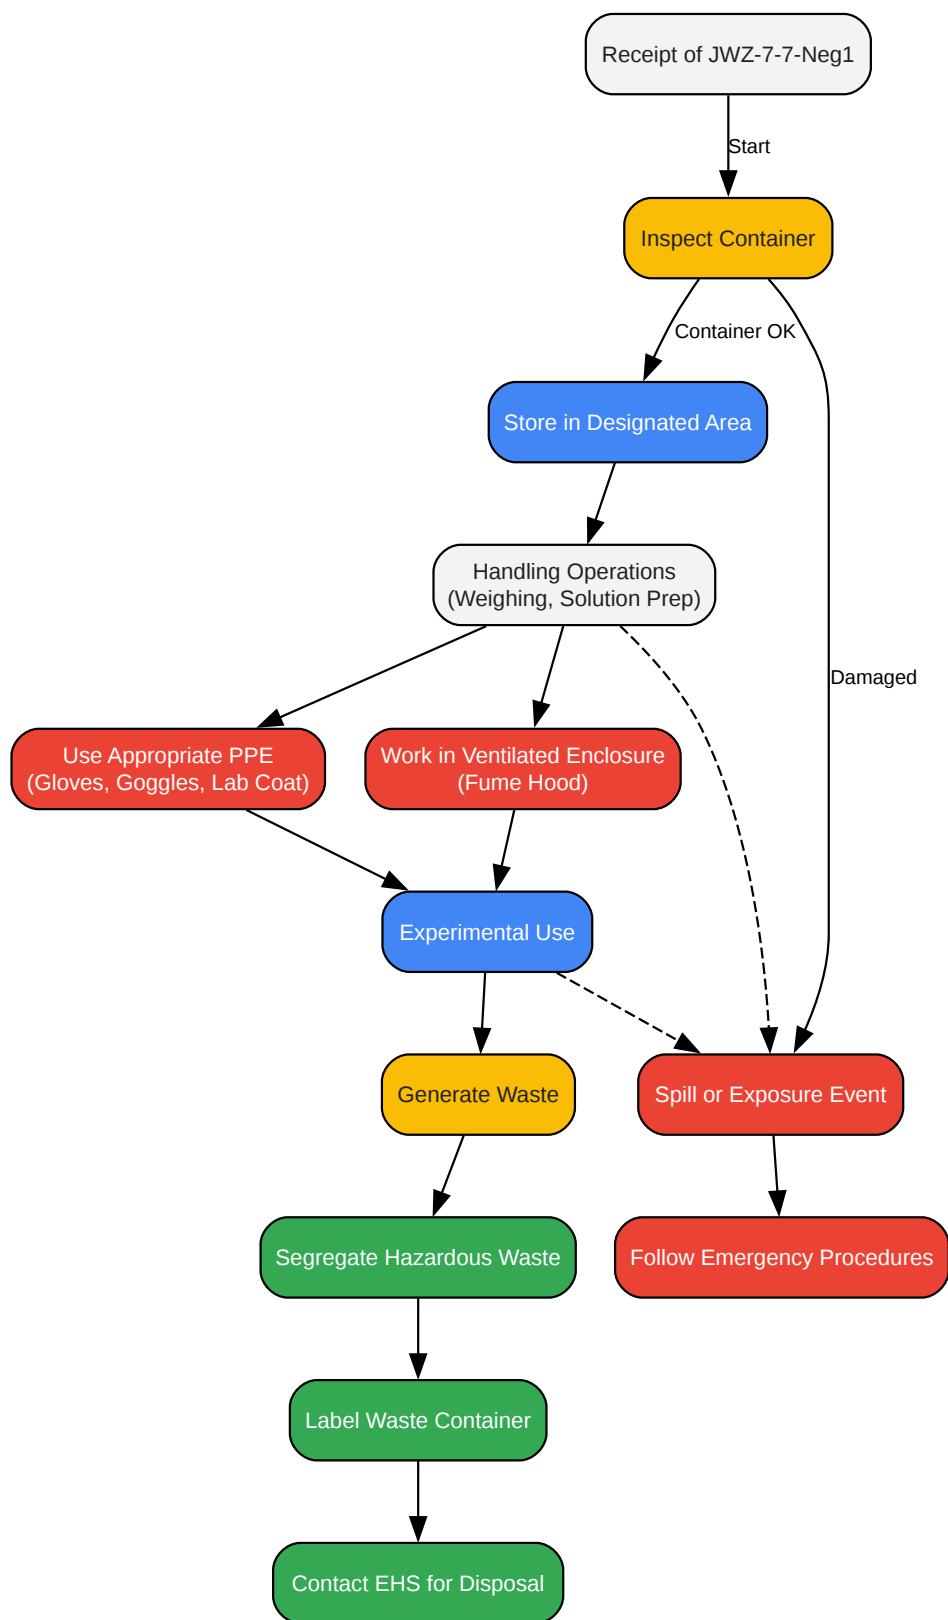 Receipt of JWZ-7-7-Neg1
Start
Inspect Container
Container OK
Store in Designated Area
Handling Operations
(Weighing, Solution Prep)
Damaged
Use Appropriate PPE
(Gloves, Goggles, Lab Coat)
Work in Ventilated Enclosure
(Fume Hood)
Experimental Use
Generate Waste
Spill or Exposure Event
Segregate Hazardous Waste
Follow Emergency Procedures
Label Waste Container
Contact EHS for Disposal